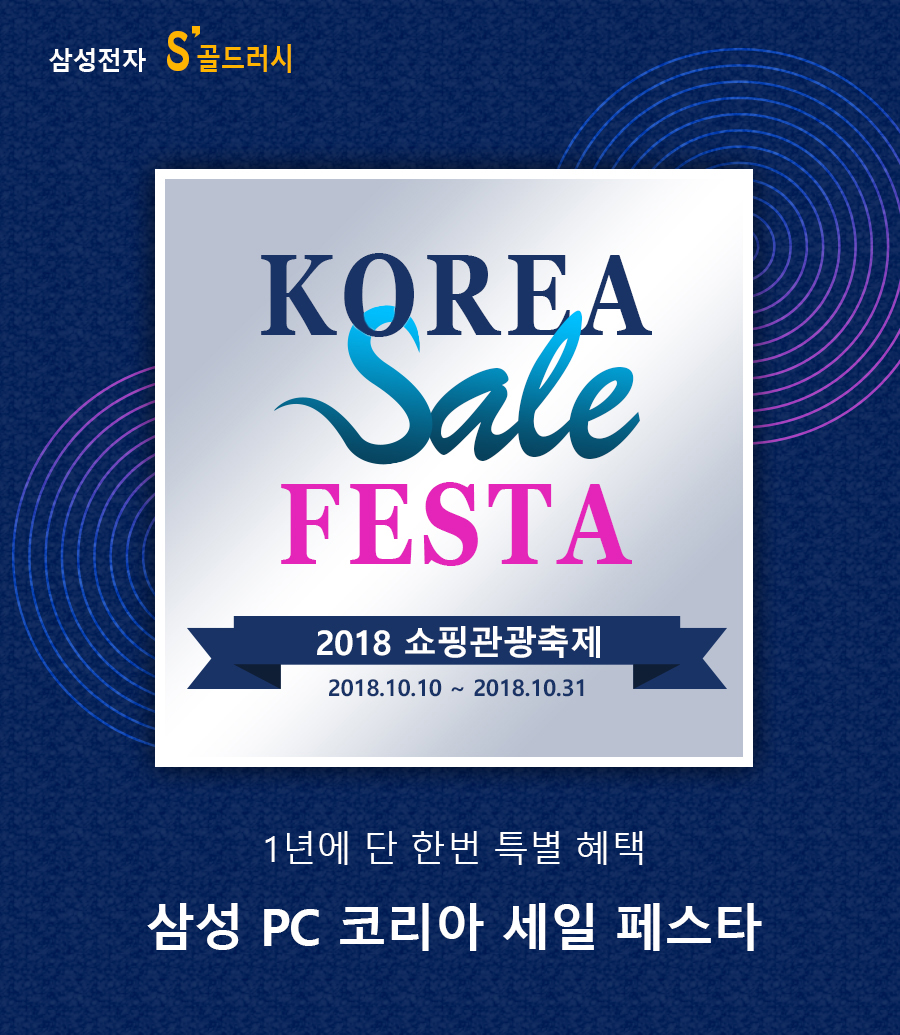 삼성전자 S' 골드러시
KOREA
Sale
FESTA
2018 쇼핑관광축제
2018.10.10 ~ 2018.10.31
1년에 단 한번 특별 혜택
삼성 PC 코리아 세일 페스타